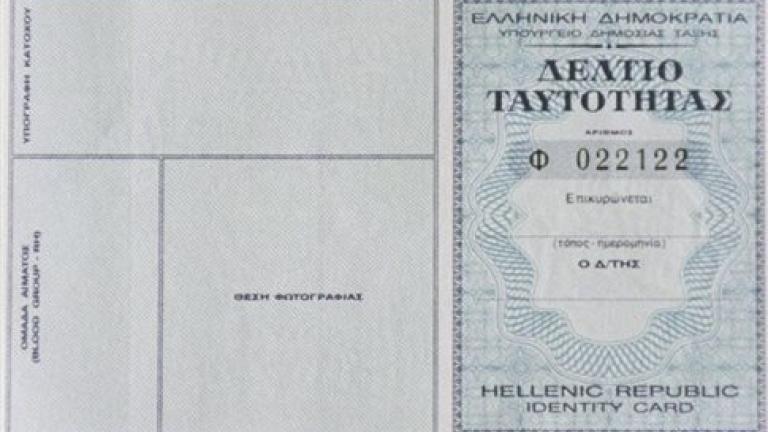 ΥΠΟΓΡΑΦΗ ΚΑΤΟΧΟΥ
ΟΜΑΔΑ ΑΙΜΑΤΟΣ
(BLOOD GROUP - RH)
ΘΕΣΗ ΦΩΤΟΓΡΑΦΙΑΣ
ΕΛΛΗΝΙΚΗ ΔΗΜΟΚΡΑΤΙΑ
ΥΠΟΥΡΓΕΙΟ ΔΗΜΟΣΙΑΣ ΤΑΞΗΣ
ΔΕΛΤΙΟ
ΤΑΥΤΟΤΗΤΑΣ
ΑΡΙΘΜΟΣ
Φ 022122
Επικυρώνεται
(τόπος - ημερομηνία)
Ο Δ/ΤΗΣ
HELLENIC REPUBLIC
IDENTITY CARD